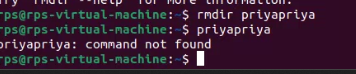 Try 'rmdir --help' for more information.
rps@rps-virtual-machine:~$ rmdir priyapriya
rps@rps-virtual-machine:~$ priyapriya
priyapriya: command not found
rps@rps-virtual-machine:~$